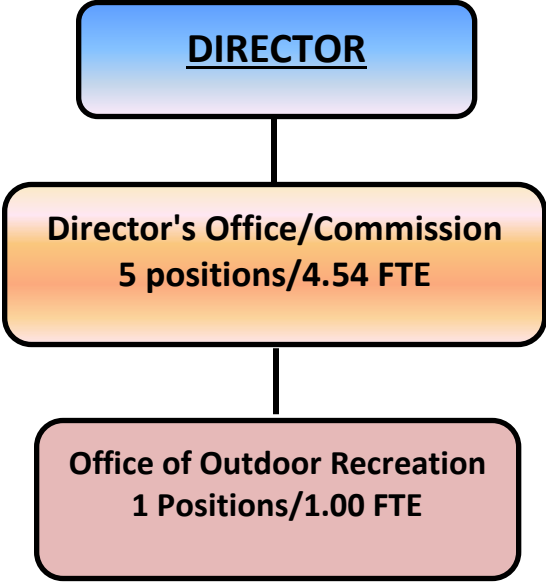 DIRECTOR
Director's Office/Commission
5 positions/4.54 FTE
Office of Outdoor Recreation
1 Positions/1.00 FTE